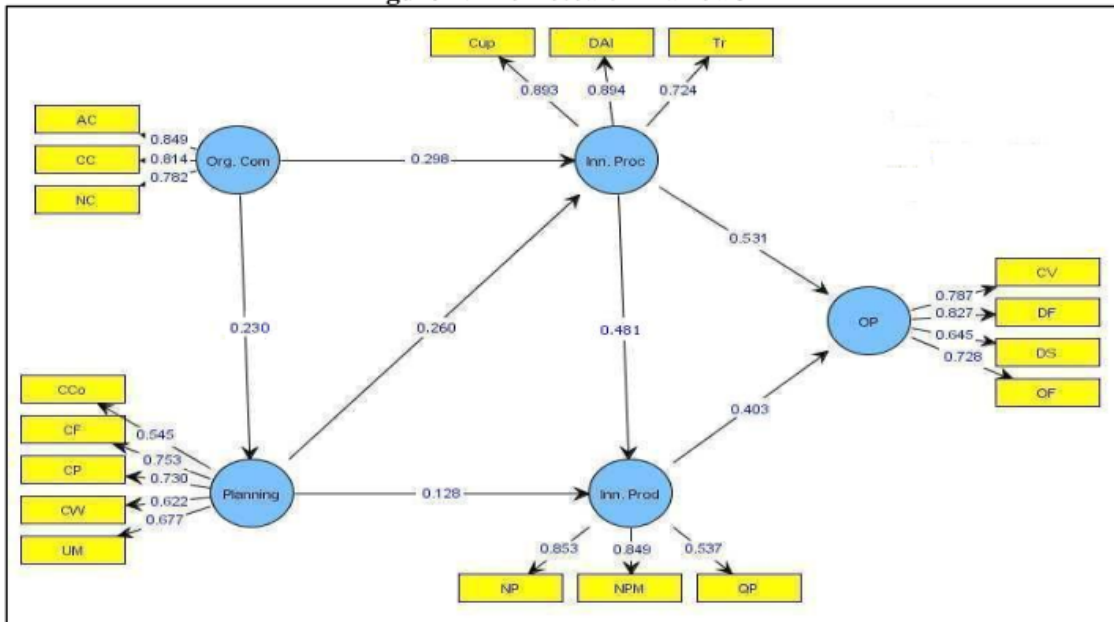 Cup DAI Tr
0.893 0.894 0.724
AC
0.849
CC
0.814
NC
0.782
Org. Com
0.298
Inn. Proc
0.531
0.230
0.260
0.481
OP
0.787
CV
0.827
DF
0.645
DS
0.728
OF
0.403
CCo
0.545
CF
0.753
CP
0.730
CW
0.622
UM
0.677
Planning
0.128
Inn. Prod
0.853 0.849 0.537
NP NPM QP